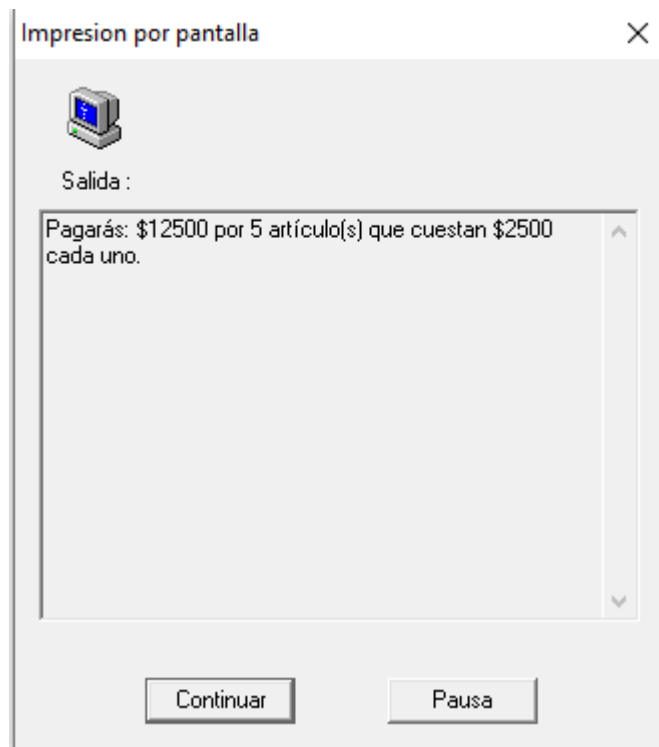 Impresion por pantalla
Salida :
Pagarás: $12500 por 5 artículo(s) que cuestan $2500
cada uno.
Continuar
Pausa